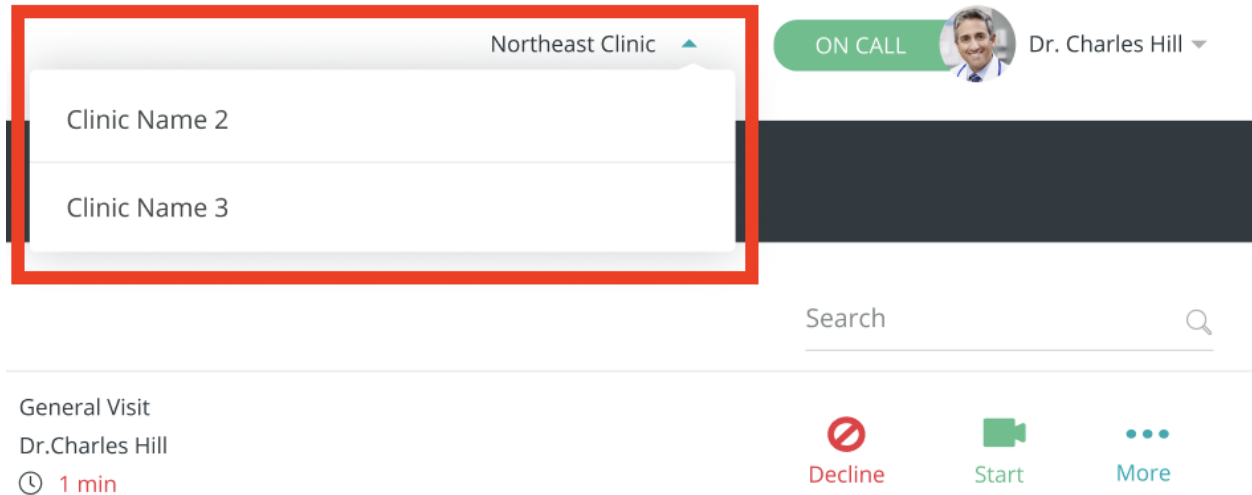 Northeast Clinic
ON CALL
Dr. Charles Hill
Clinic Name 2
Clinic Name 3
Search
General Visit
Dr.Charles Hill
1 min
Decline
Start
More